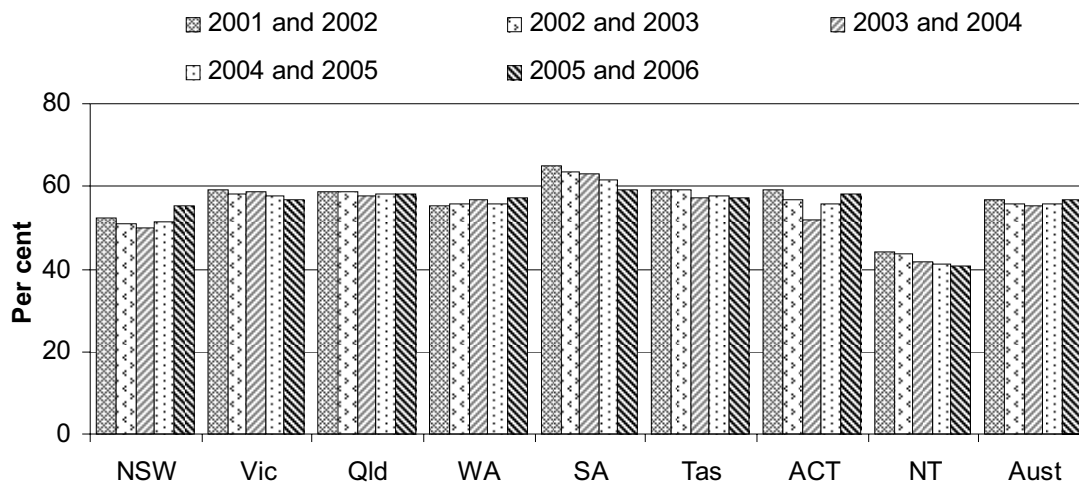 2001 and 2002 2002 and 2003 2003 and 2004
2004 and 2005 2005 and 2006
80
60
40
20
0
Per cent
NSW Vic Qld WA SA Tas ACT NT Aust